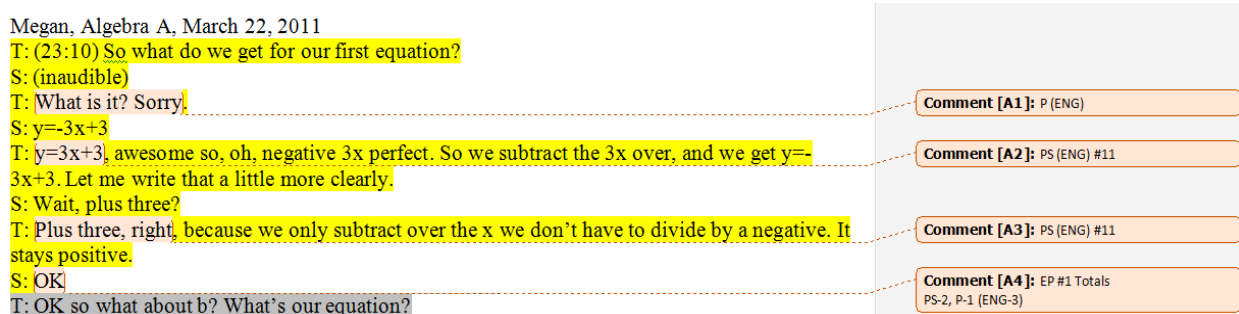 Megan, Algebra A, March 22, 2011
T: (23:10) So what do we get for our first equation?
S: (inaudible)
T: What is it? Sorry.
Comment [A1]: P (ENG)
S: y=-3x+3
T: y=3x+3, awesome so, oh, negative 3x perfect. So we subtract the 3x over, and we get y=-
Comment [A2]: PS (ENG) #11
3x+3. Let me write that a little more clearly.
S: Wait, plus three?
T: Plus three, right, because we only subtract over the x we don’t have to divide by a negative. It
Comment [A3]: PS (ENG) #11
stays positive.
S: OK
Comment [A4]: EP #1 Totals
PS-2, P-1 (ENG-3)
T: OK so what about b? What’s our equation?